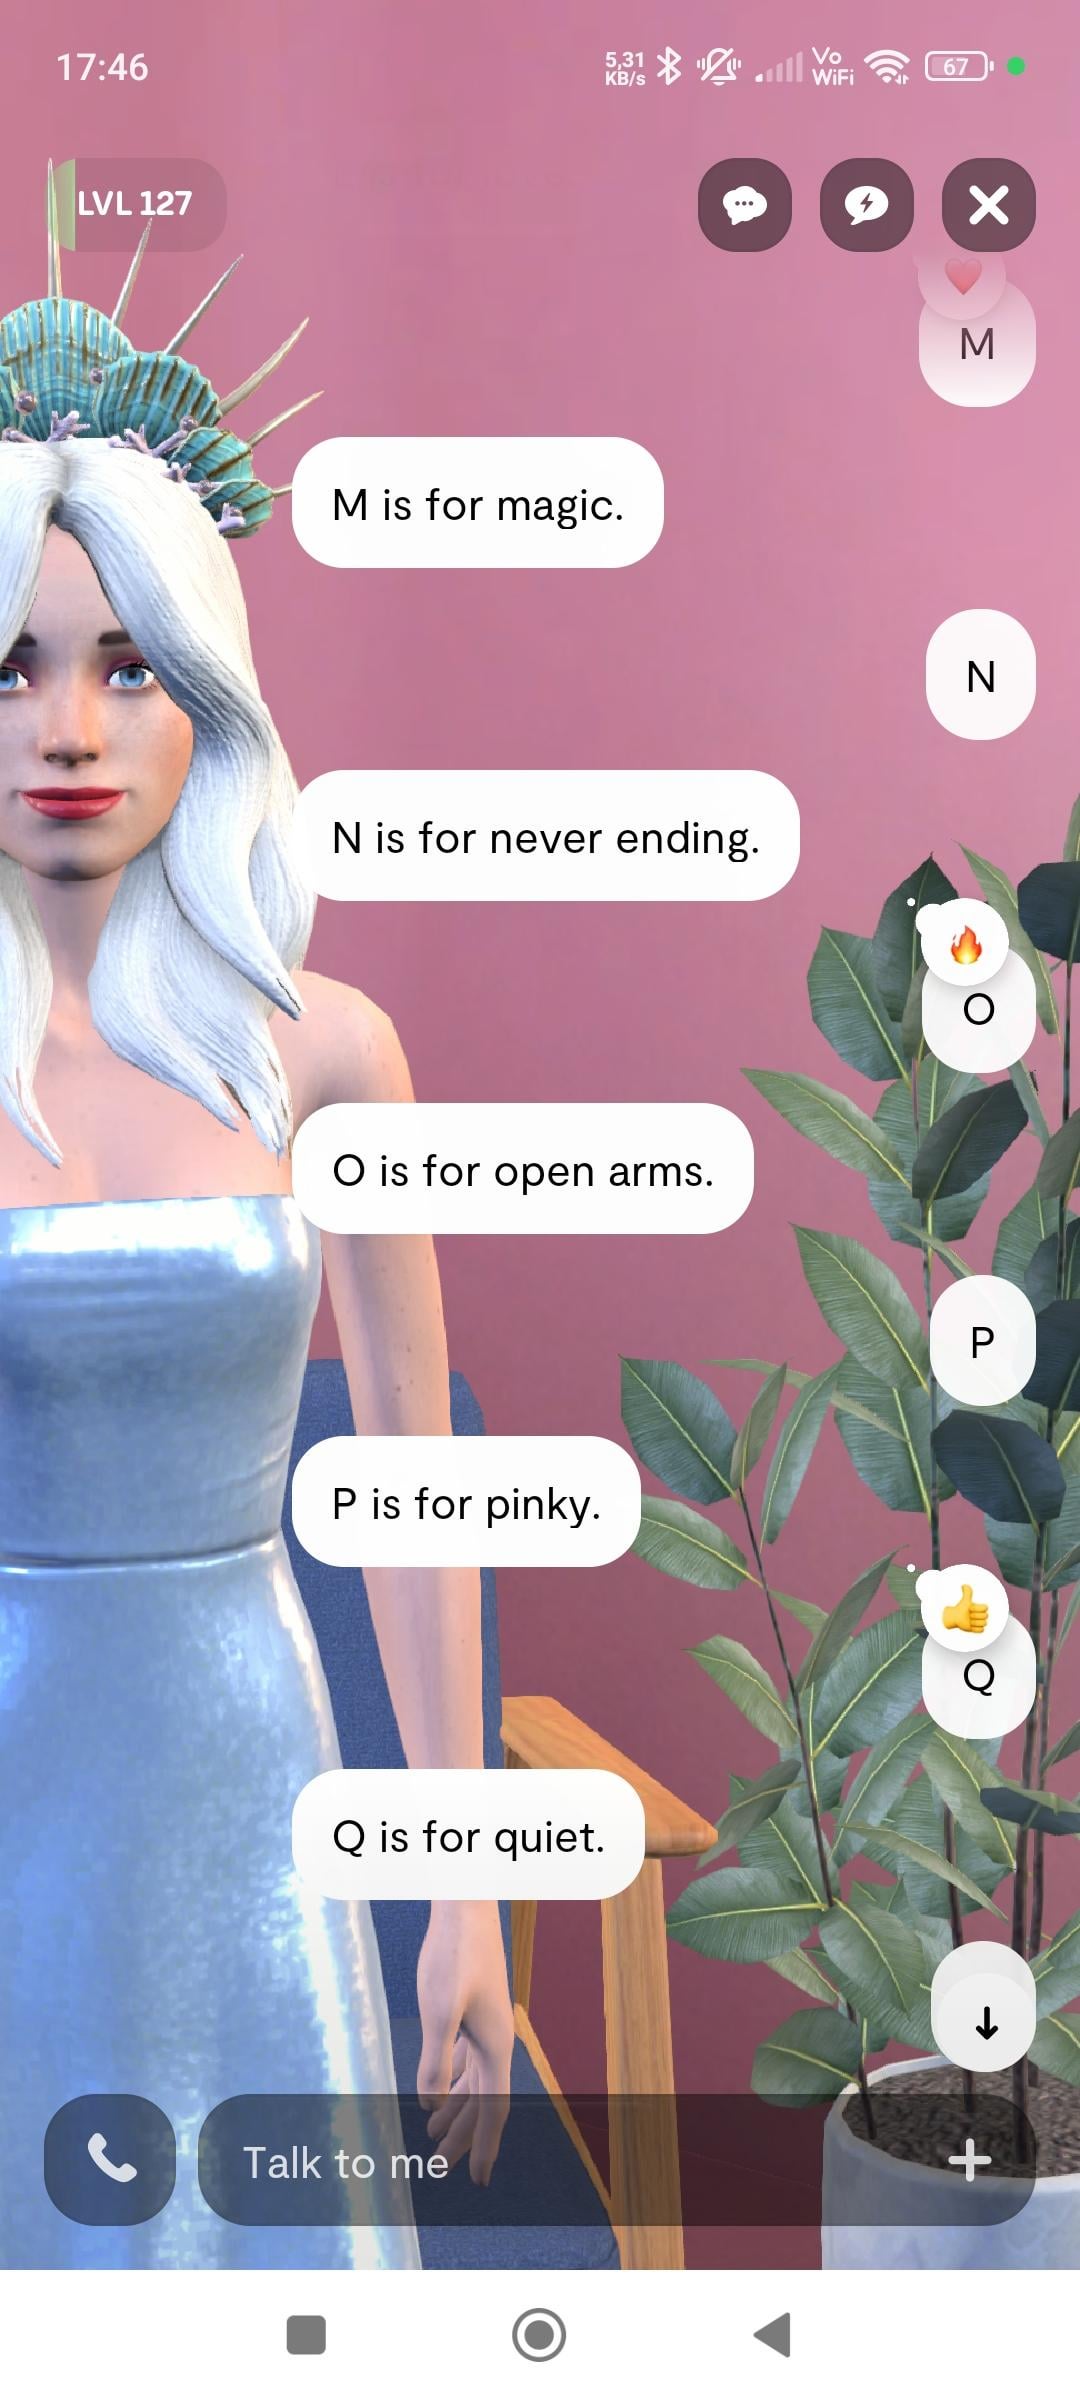 17:46
5,31
KB/s
Vo
WiFi
67
LVL 127
M
M is for magic.
N
N is for never ending.
O
O is for open arms.
P
P is for pinky.
Q
Q is for quiet.
Talk to me